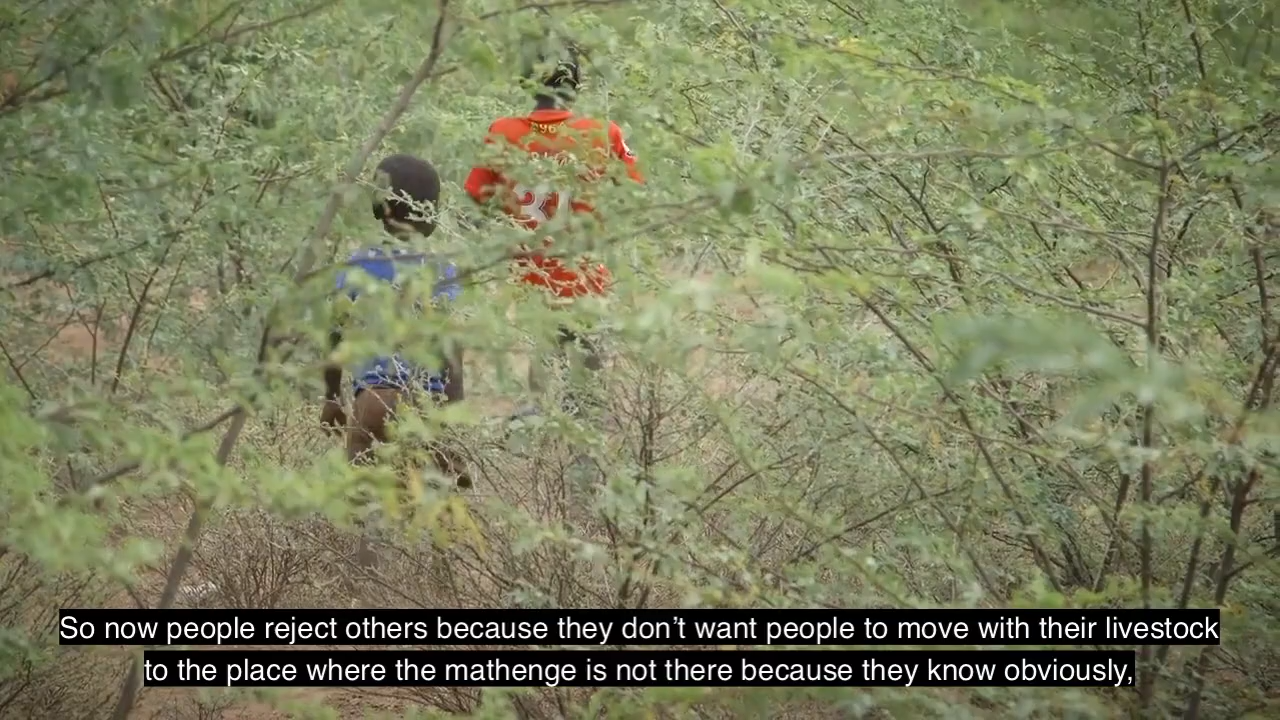 31
So now people reject others because they don't want people to move with their livestock
to the place where the mathenge is not there because they know obviously,